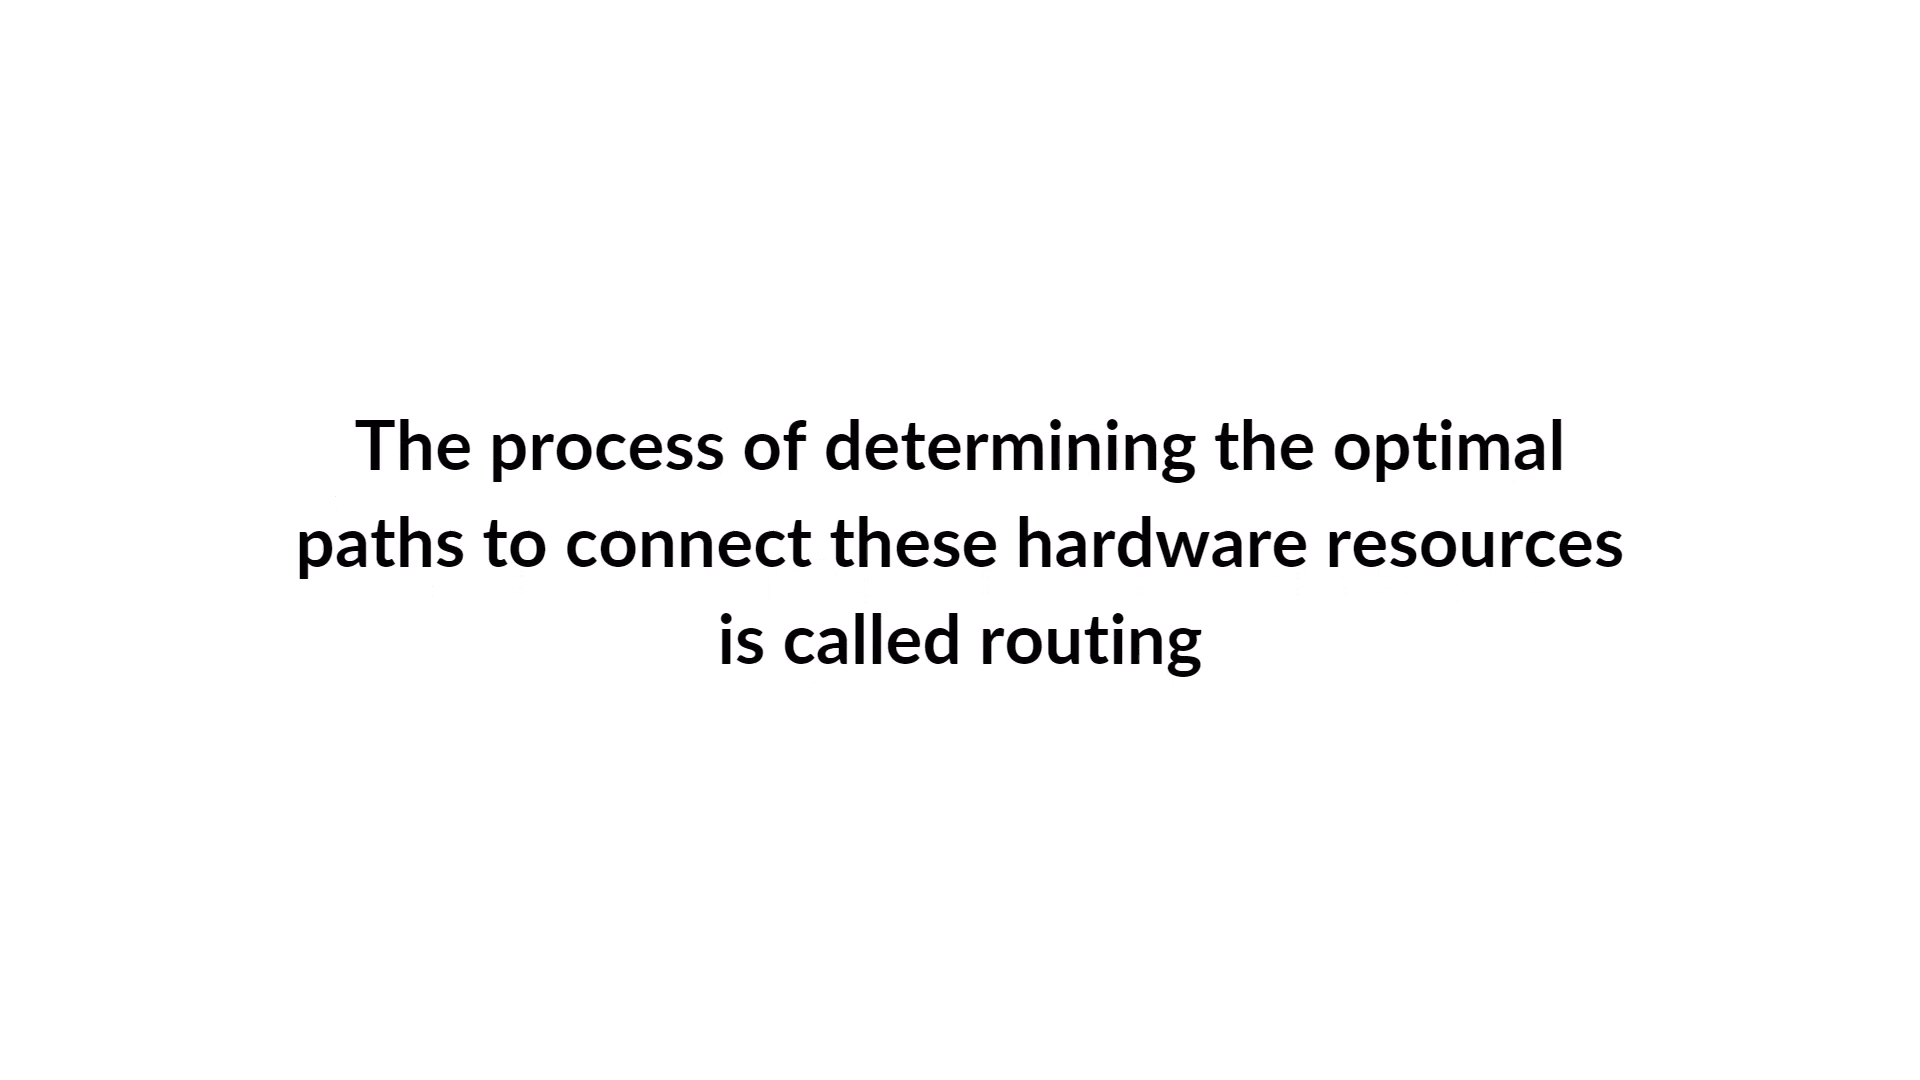 The process of determining the optimal
paths to connect these hardware resources
is called routing